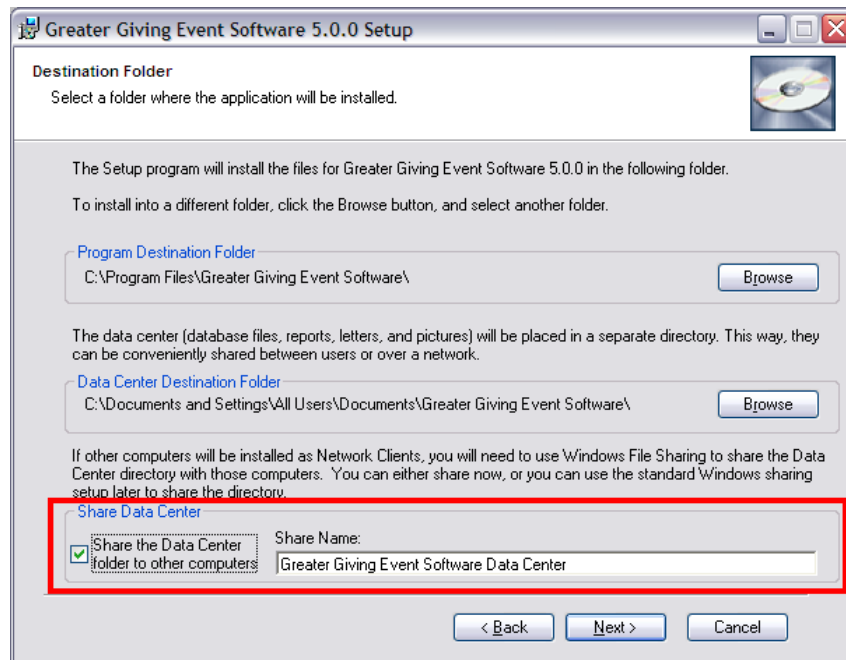 Greater Giving Event Software 5.0.0 Setup
Destination Folder
Select a folder where the application will be installed.
The Setup program will install the files for Greater Giving Event Software 5.0.0 in the following folder.
To install into a different folder, click the Browse button, and select another folder.
Program Destination Folder
C:\Program Files\Greater Giving Event Software\
Browse
The data center (database files, reports, letters, and pictures) will be placed in a separate directory. This way, they
can be conveniently shared between users or over a network.
Data Center Destination Folder
C:\Documents and Settings\All Users\Documents\Greater Giving Event Software\
Browse
If other computers will be installed as Network Clients, you will need to use Windows File Sharing to share the Data
Center directory with those computers. You can either share now, or you can use the standard Windows sharing
setup later to share the directory.
Share Data Center
Share the Data Center
folder to other computers
Share Name:
Greater Giving Event Software Data Center
< Back
Next >
Cancel